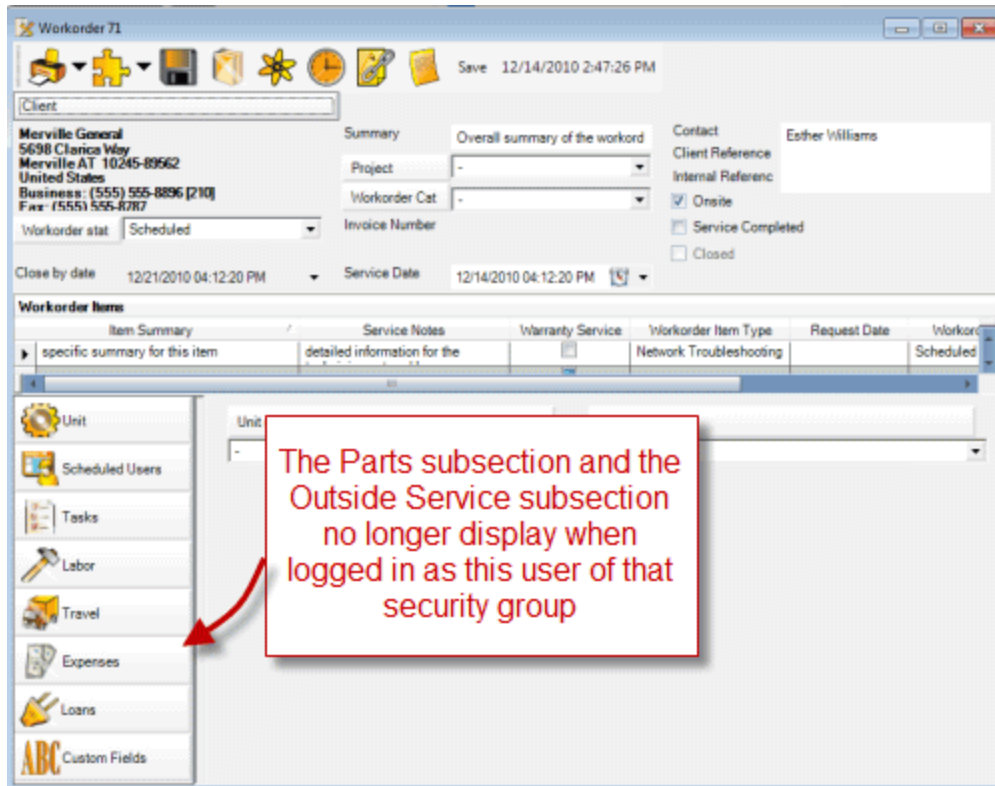 Workorder 71
Save 12/14/2010 2:47:26 PM
Client
Merville General
5698 Clarica Way
Merville AT 10245-89562
United States
Business: (555) 555-8896 [210]
Fax: (555) 555-8787
Workorder stat Scheduled
Close by date 12/21/2010 04:12:20 PM
Summary Overall summary of the workord
Project -
Workorder Cat -
Invoice Number
Service Date 12/14/2010 04:12:20 PM
Contact Esther Williams
Client Reference
Internal Referenc
Onsite
Service Completed
Closed
Workorder Items
Item Summary Service Notes Warranty Service Workorder Item Type Request Date Workorc
specific summary for this item detailed information for the Network Troubleshooting Scheduled
Unit
Scheduled Users
Tasks
Labor
Travel
Expenses
Loans
ABC Custom Fields
Unit
-
The Parts subsection and the
Outside Service subsection
no longer display when
logged in as this user of that
security group